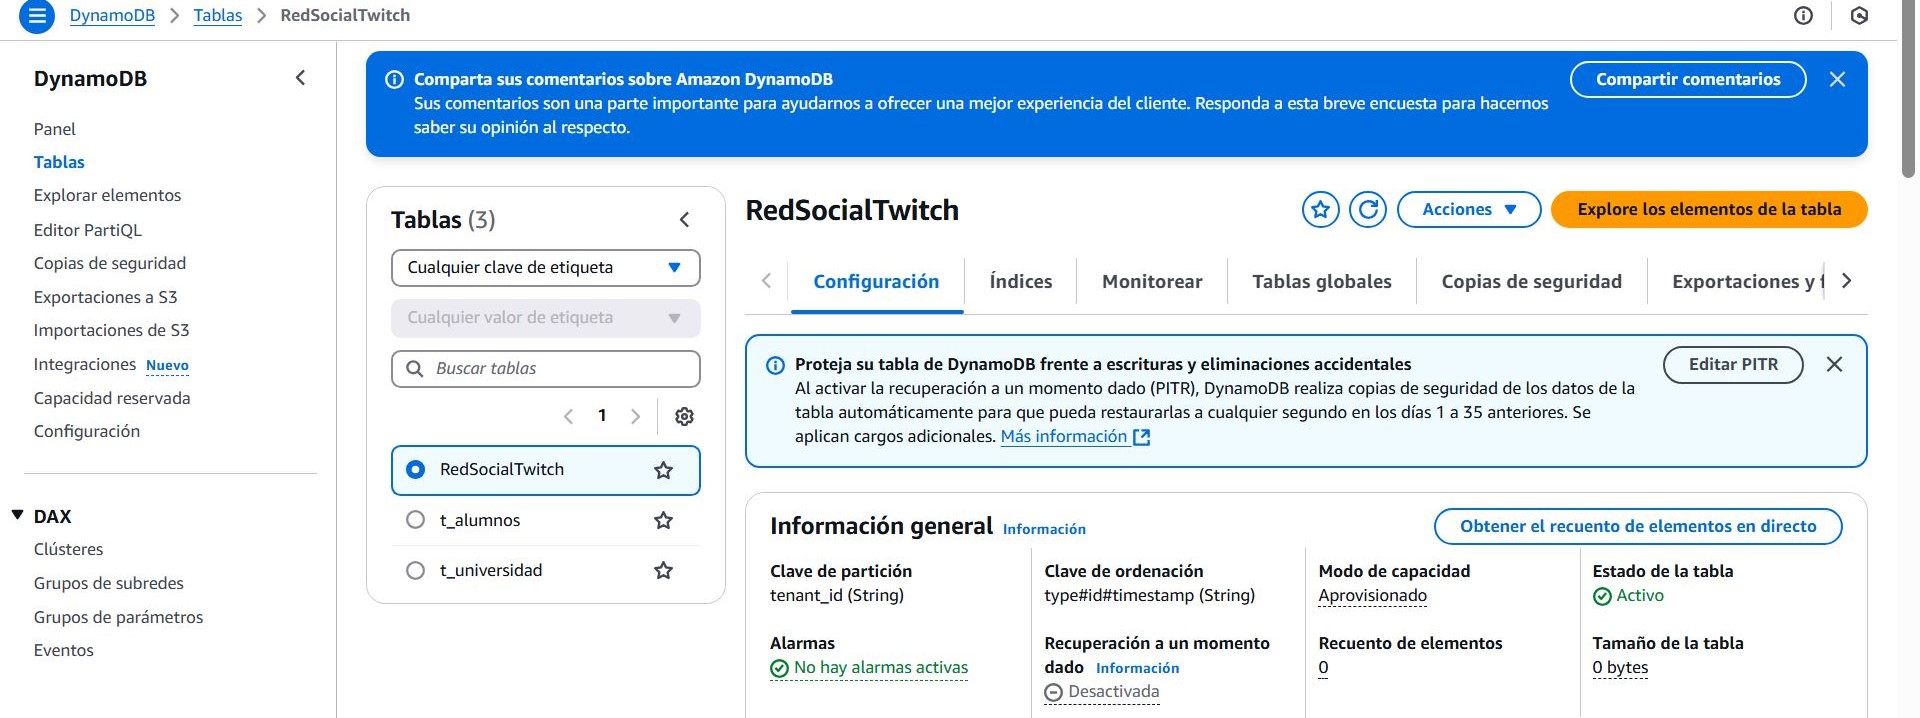 DynamoDB > Tablas > RedSocialTwitch
DynamoDB
Panel
Tablas
Explorar elementos
Editor PartiQL
Copias de seguridad
Exportaciones a S3
Importaciones de S3
Integraciones Nuevo
Capacidad reservada
Configuración
DAX
Clústeres
Grupos de subredes
Grupos de parámetros
Eventos
Comparta sus comentarios sobre Amazon DynamoDB
Sus comentarios son una parte importante para ayudarnos a ofrecer una mejor experiencia del cliente. Responda a esta breve encuesta para hacernos
saber su opinión al respecto.
Compartir comentarios
Tablas (3)
Cualquier clave de etiqueta
Cualquier valor de etiqueta
Buscar tablas
1
RedSocialTwitch
t_alumnos
t_universidad
RedSocialTwitch
Acciones
Explore los elementos de la tabla
Configuración Índices Monitorear Tablas globales Copias de seguridad Exportaciones y
Proteja su tabla de DynamoDB frente a escrituras y eliminaciones accidentales
Al activar la recuperación a un momento dado (PITR), DynamoDB realiza copias de seguridad de los datos de la
tabla automáticamente para que pueda restaurarlas a cualquier segundo en los días 1 a 35 anteriores. Se
aplican cargos adicionales. Más información
Editar PITR
Información general Información
Obtener el recuento de elementos en directo
Clave de partición
tenant_id (String)
Clave de ordenación
type#id#timestamp (String)
Modo de capacidad
Aprovisionado
Estado de la tabla
Activo
Alarmas
No hay alarmas activas
Recuperación a un momento
dado Información
Desactivada
Recuento de elementos
0
Tamaño de la tabla
0 bytes